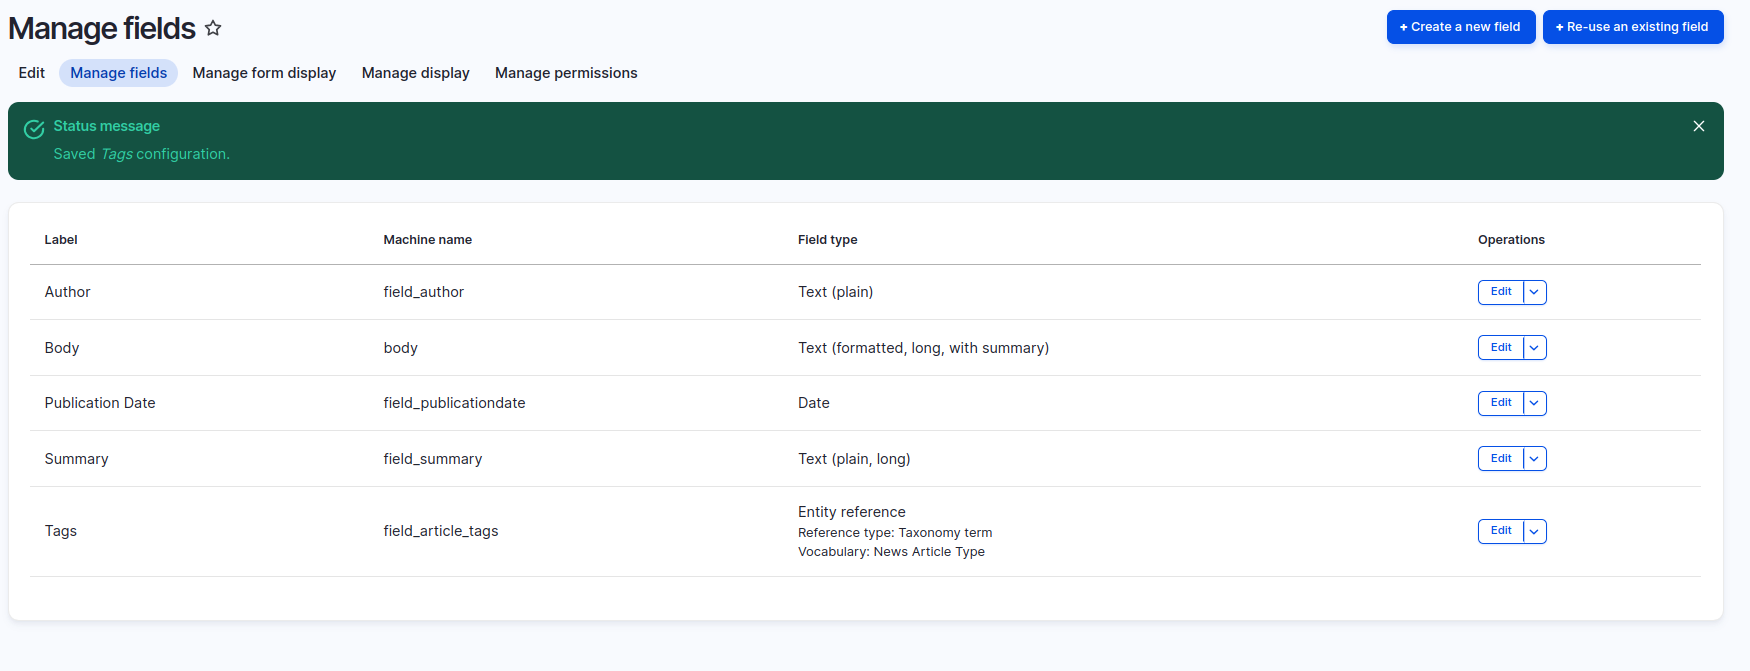 Manage fields
+ Create a new field
+ Re-use an existing field
Edit
Manage fields
Manage form display
Manage display
Manage permissions
Status message
Saved Tags configuration.
Label Machine name Field type Operations
Author field_author Text (plain) Edit
Body body Text (formatted, long, with summary) Edit
Publication Date field_publicationdate Date Edit
Summary field_summary Text (plain, long) Edit
Tags field_article_tags Entity reference
Reference type: Taxonomy term
Vocabulary: News Article Type
Edit